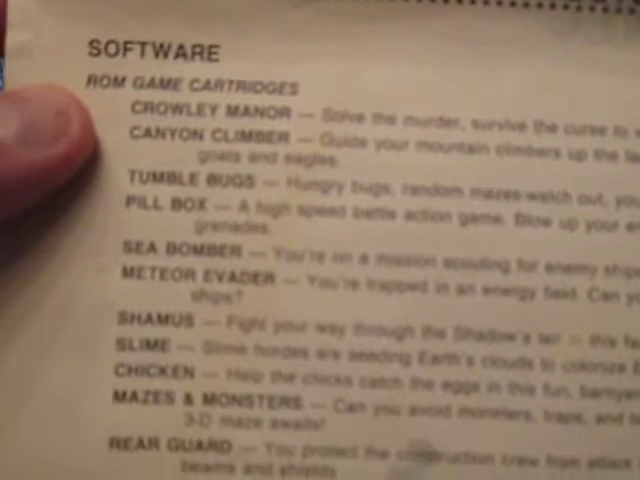 SOFTWARE
ROM GAME CARTRIDGES
CROWLEY MANOR — Solve the murder, survive the curse to
CANYON CLIMBER — Guide your mountain climbers up the
goats and eagles.
TUMBLE BUGS — Hungry bugs, random mazes-watch out, you
PILL BOX — A high speed battle action game. Blow up your
grenades.
SEA BOMBER — You're on a mission scouting for enemy ships
METEOR EVADER — You're trapped in an energy field. Can
ships?
SHAMUS — Fight your way through the Shadow's lair in this
SLIME — Slime hordes are seeding Earth's clouds to colonize
CHICKEN — Help the chicks catch the eggs in this fun,
MAZES & MONSTERS — Can you avoid monsters, traps, and
3-D maze awaits!
REAR GUARD — You protect the construction crew from attack
beams and shields